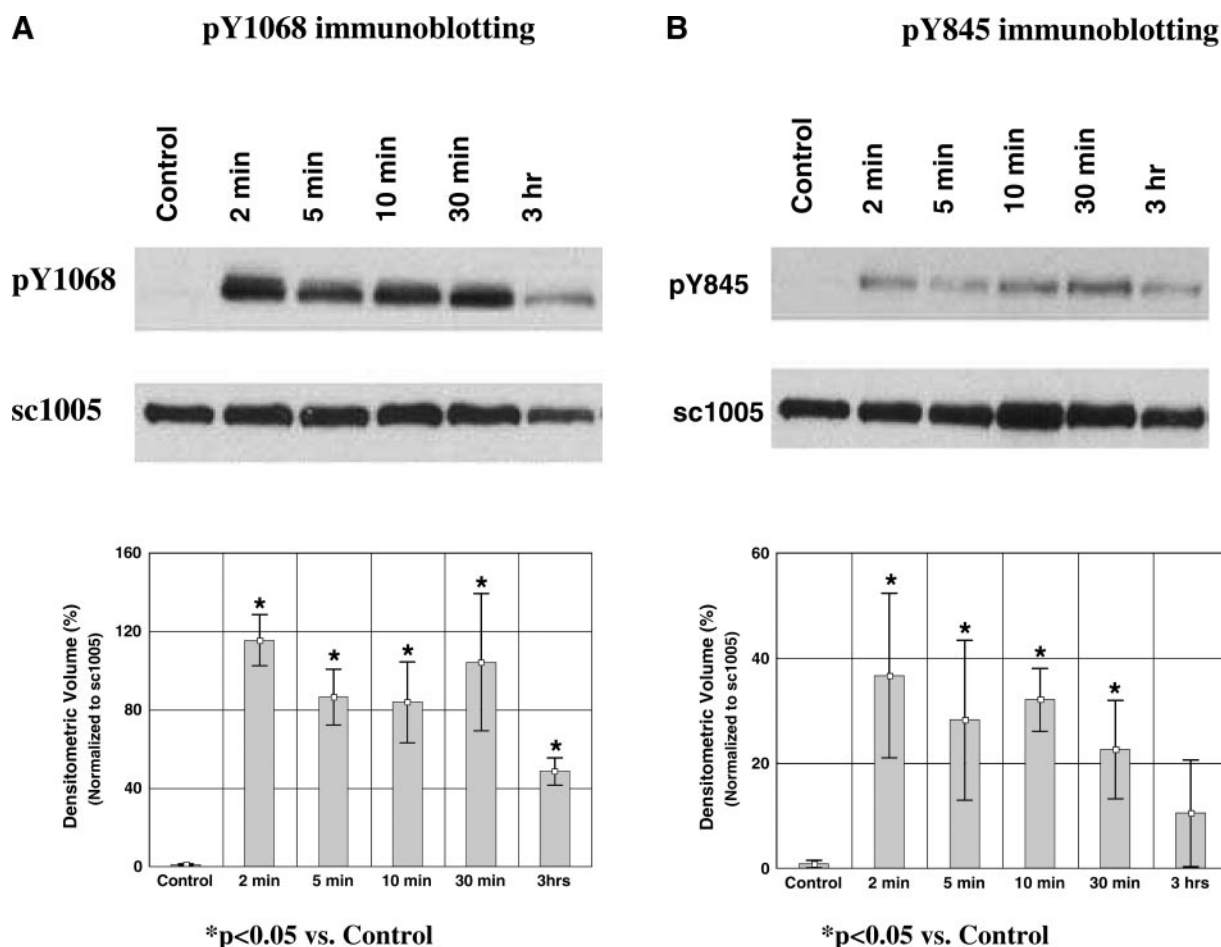 A
pY1068 immunoblotting
Control
2 min
5 min
10 min
30 min
3 hr
pY1068
sc1005
Densitometric Volume (%)
(Normalized to sc1005)
160
120
80
40
0
*
*
*
*
*
Control
2 min
5 min
10 min
30 min
3hrs
*p<0.05 vs. Control
B
pY845 immunoblotting
Control
2 min
5 min
10 min
30 min
3 hr
pY845
sc1005
Densitometric Volume (%)
(Normalized to sc1005)
60
40
20
0
*
*
*
*
Control
2 min
5 min
10 min
30 min
3 hrs
*p<0.05 vs. Control